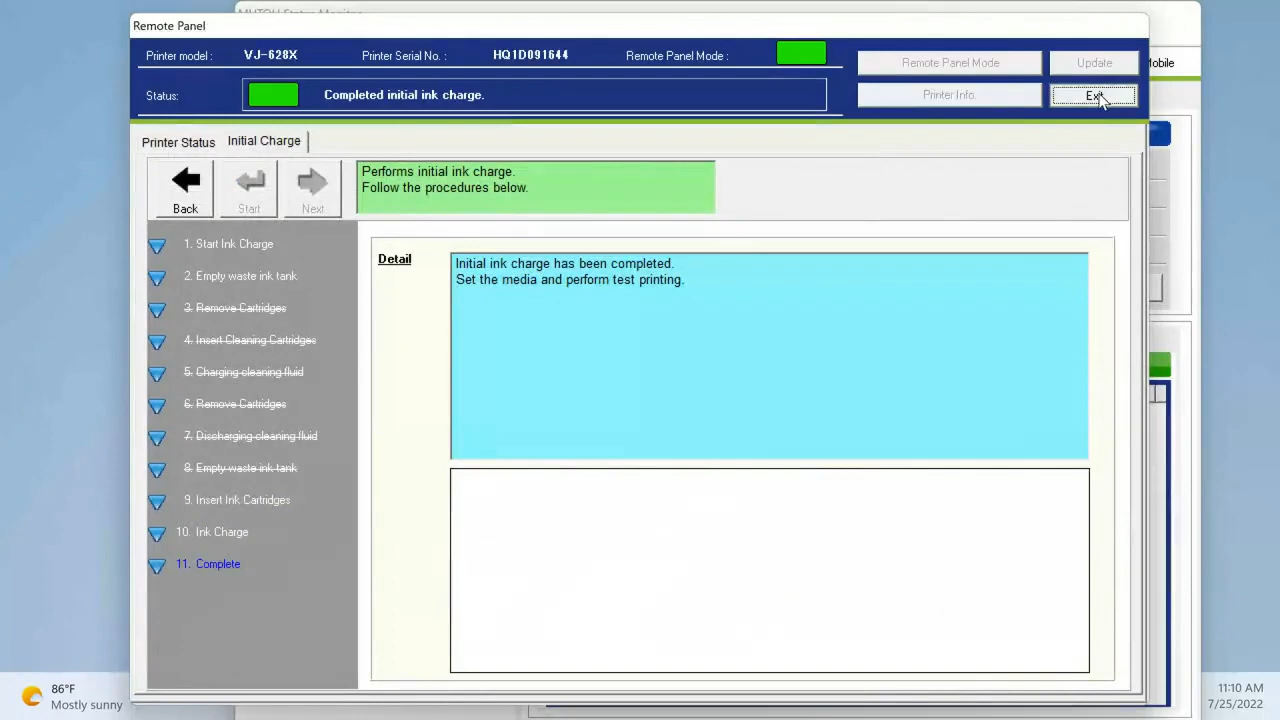 MUTOH Status Monitor
Remote Panel
Printer model : VJ-628X Printer Serial No. : HQ1D091644 Remote Panel Mode :
Remote Panel Mode Update
Mobile
Status: Completed initial ink charge.
Printer Info. Exit
Printer Status Initial Charge
Back Start Next
Performs initial ink charge.
Follow the procedures below.
1. Start Ink Charge
2. Empty waste ink tank
3. Remove Cartridges
4. Insert Cleaning Cartridges
5. Charging cleaning fluid
6. Remove Cartridges
7. Discharging cleaning fluid
8. Empty waste ink tank
9. Insert Ink Cartridges
10. Ink Charge
11. Complete
Detail
Initial ink charge has been completed.
Set the media and perform test printing.
86°F
Mostly sunny
11:10 AM
7/25/2022